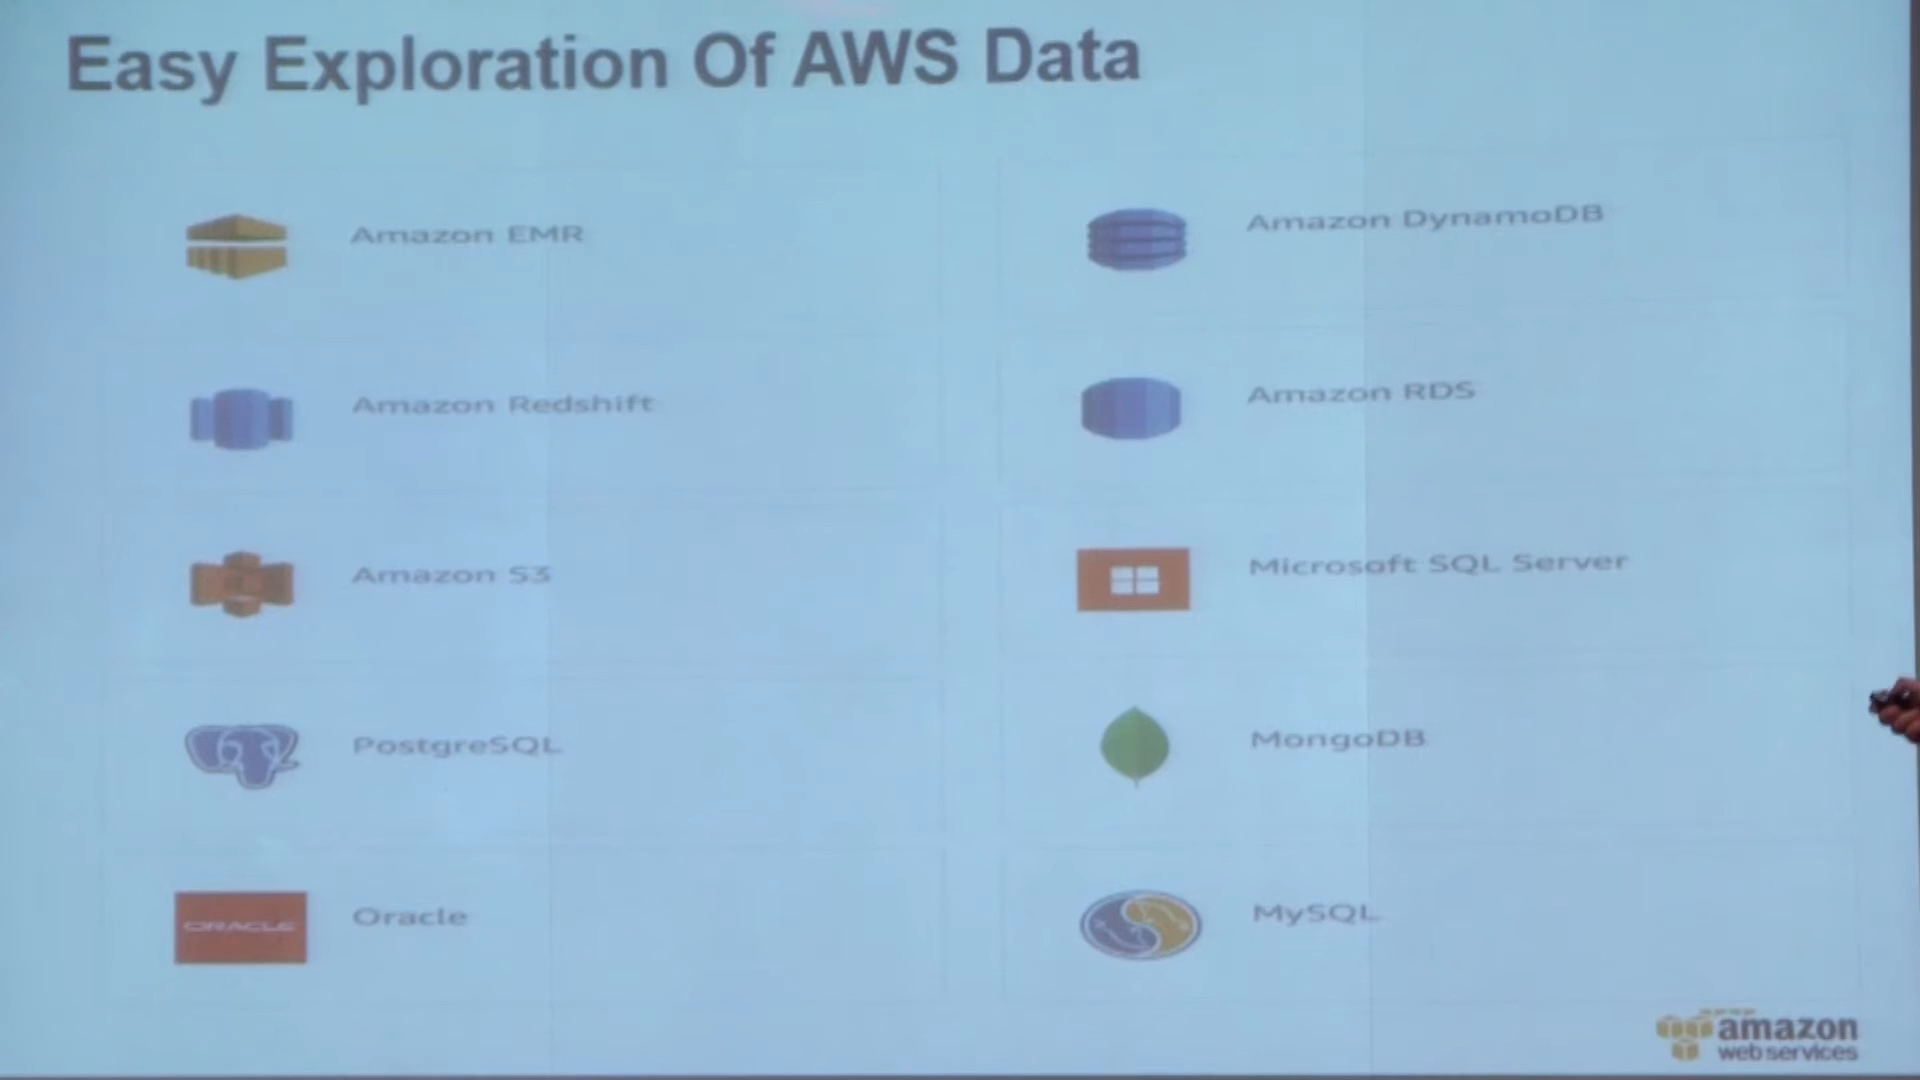 Easy Exploration Of AWS Data
Amazon EMR
Amazon DynamoDB
Amazon Redshift
Amazon RDS
Amazon S3
Microsoft SQL Server
PostgreSQL
MongoDB
ORACLE
Oracle
MySQL
amazon
web services